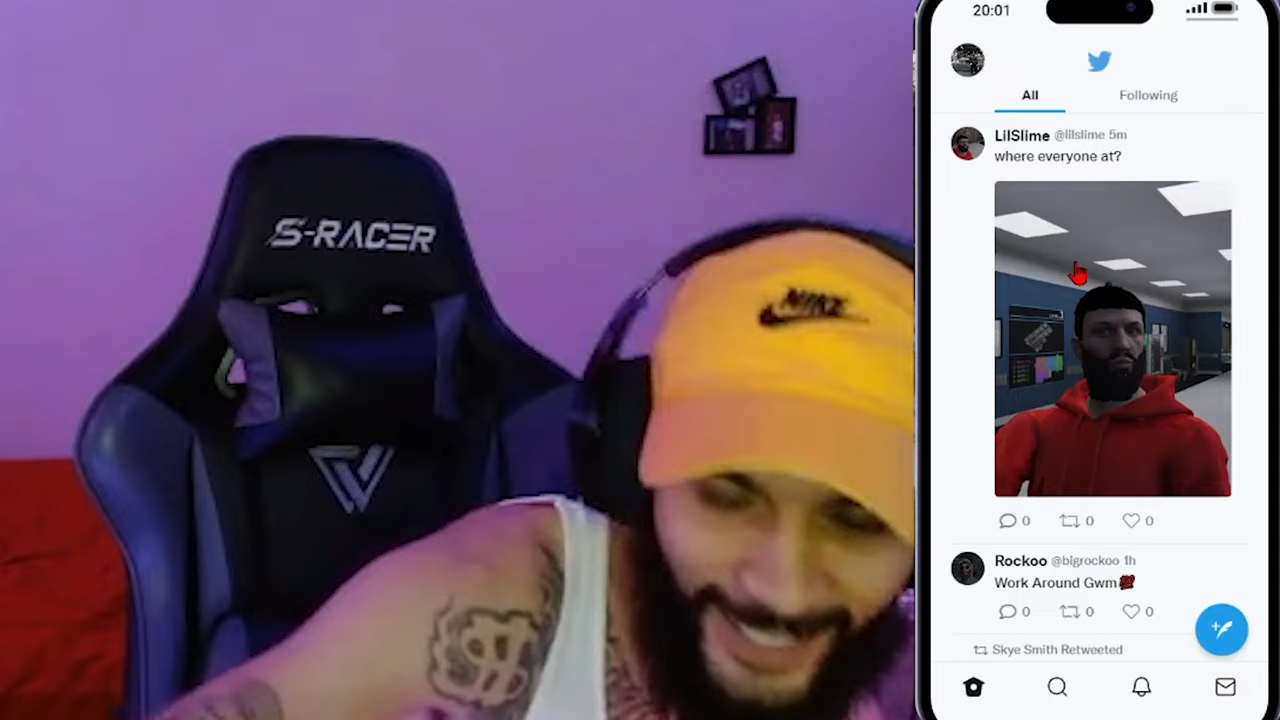 20:01
All
Following
LilSlime @lilslime 5m
where everyone at?
0
0
0
Rockoo @bigrockoo 1h
Work Around Gwm💯
0
0
0
Skye Smith Retweeted
S-RACER
NIKE